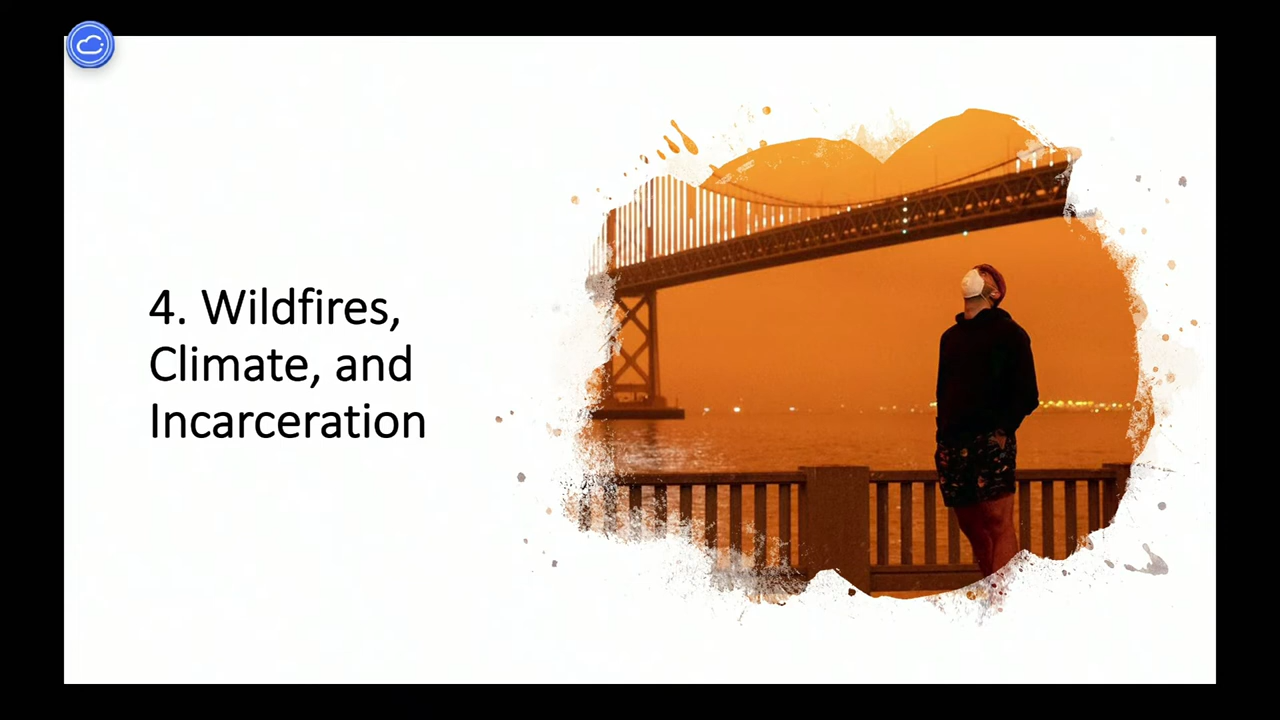 4. Wildfires,
Climate, and
Incarceration